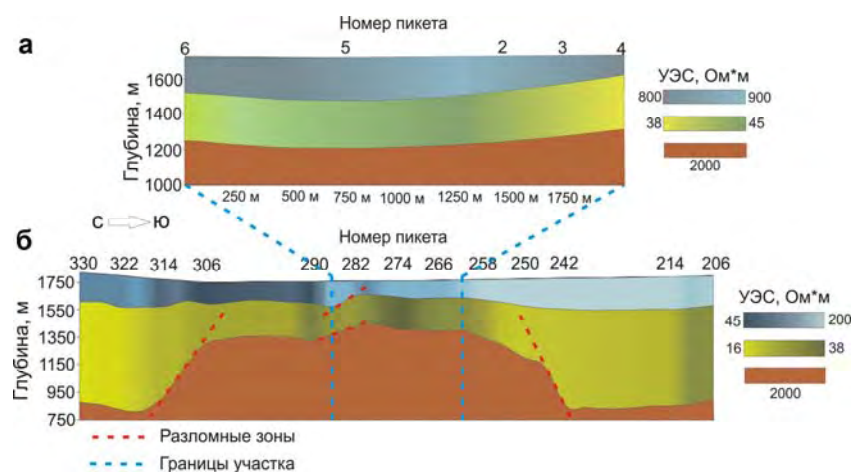 Номер пикета
а
6 5 2 3 4
Глубина, м
1600
1400
1200
1000
250 м 500 м 750 м 1000 м 1250 м 1500 м 1750 м
УЭС, Ом*м
800 900
38 45
2000
С Ю
б
Номер пикета
330 322 314 306 290 282 274 266 258 250 242 214 206
Глубина, м
1750
1550
1350
1150
950
750
УЭС, Ом*м
45 200
16 38
2000
Разломные зоны
Границы участка